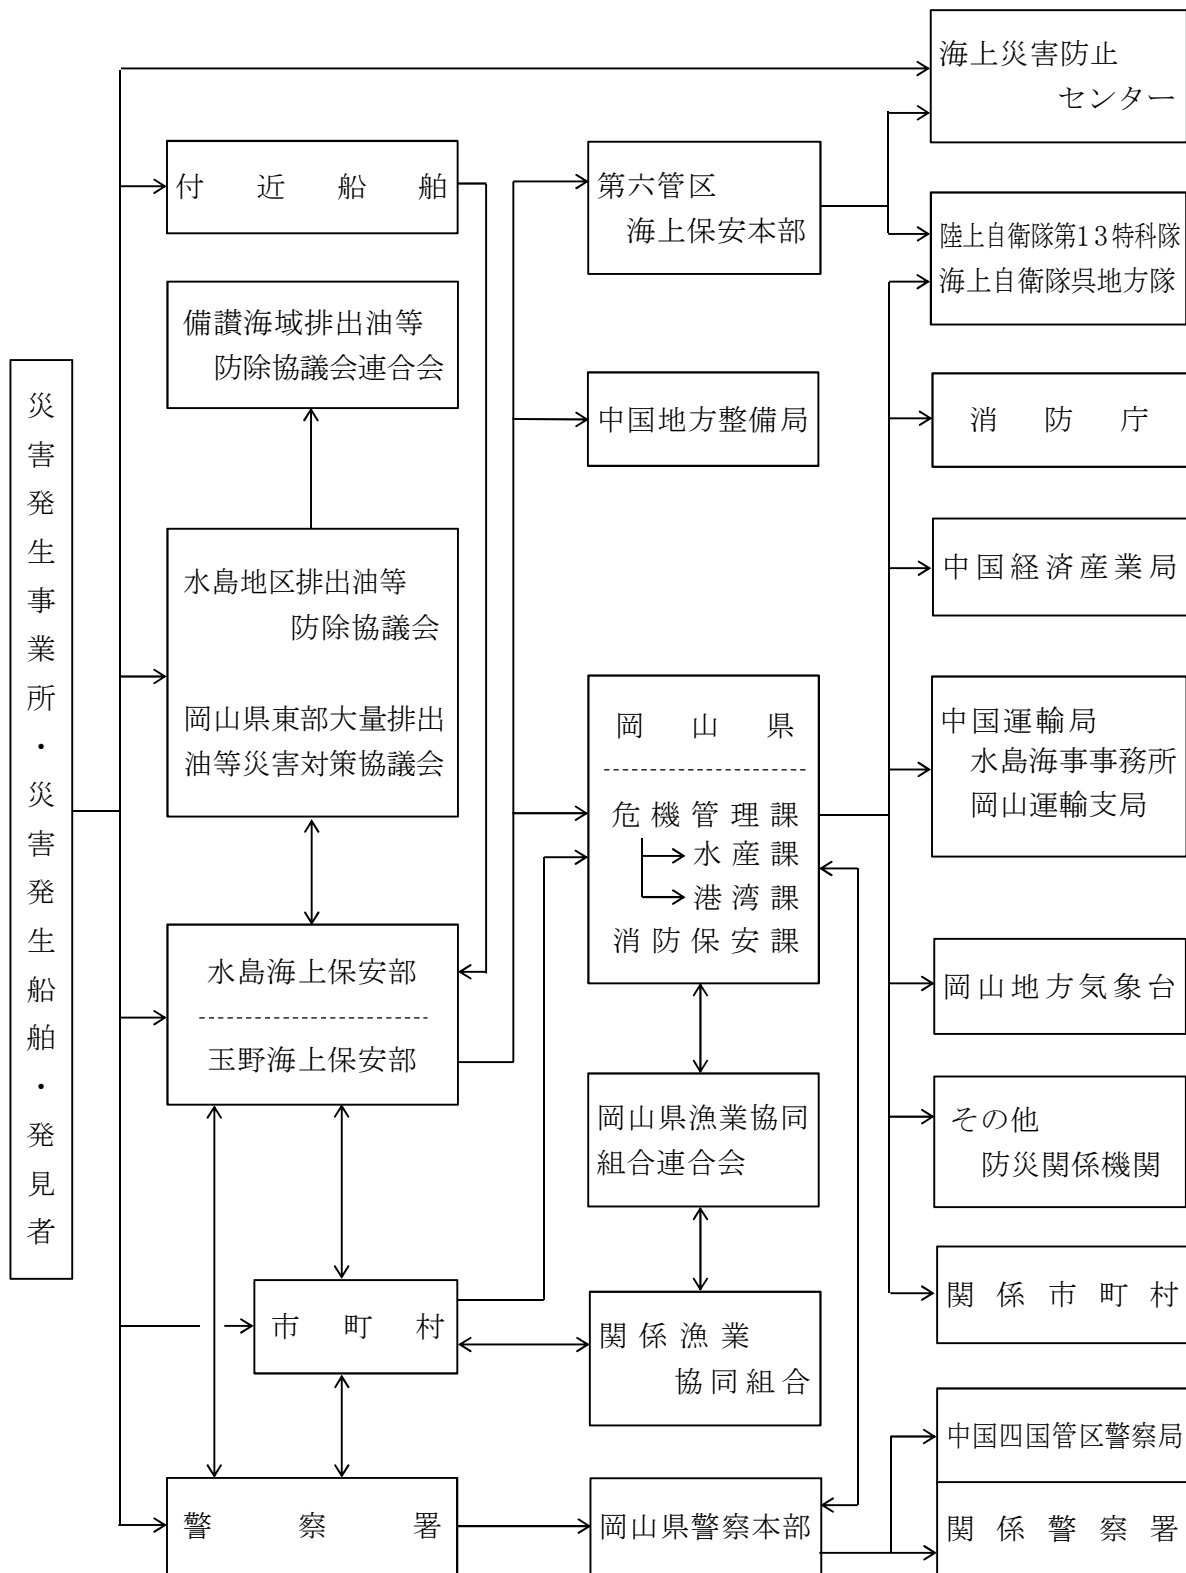 災害発生事業所・災害発生船舶・発見者
付近船舶
備讃海域排出油等
防除協議会連合会
水島地区排出油等
防除協議会
岡山県東部大量排出
油等災害対策協議会
水島海上保安部
玉野海上保安部
市町村
警察署
第六管区
海上保安本部
中国地方整備局
岡山県
危機管理課
水産課
港湾課
消防保安課
岡山県漁業協同
組合連合会
関係漁業
協同組合
岡山県警察本部
海上災害防止
センター
陸上自衛隊第13特科隊
海上自衛隊呉地方隊
消防庁
中国経済産業局
中国運輸局
水島海事事務所
岡山運輸支局
岡山地方気象台
その他
防災関係機関
関係市町村
中国四国管区警察局
関係警察署